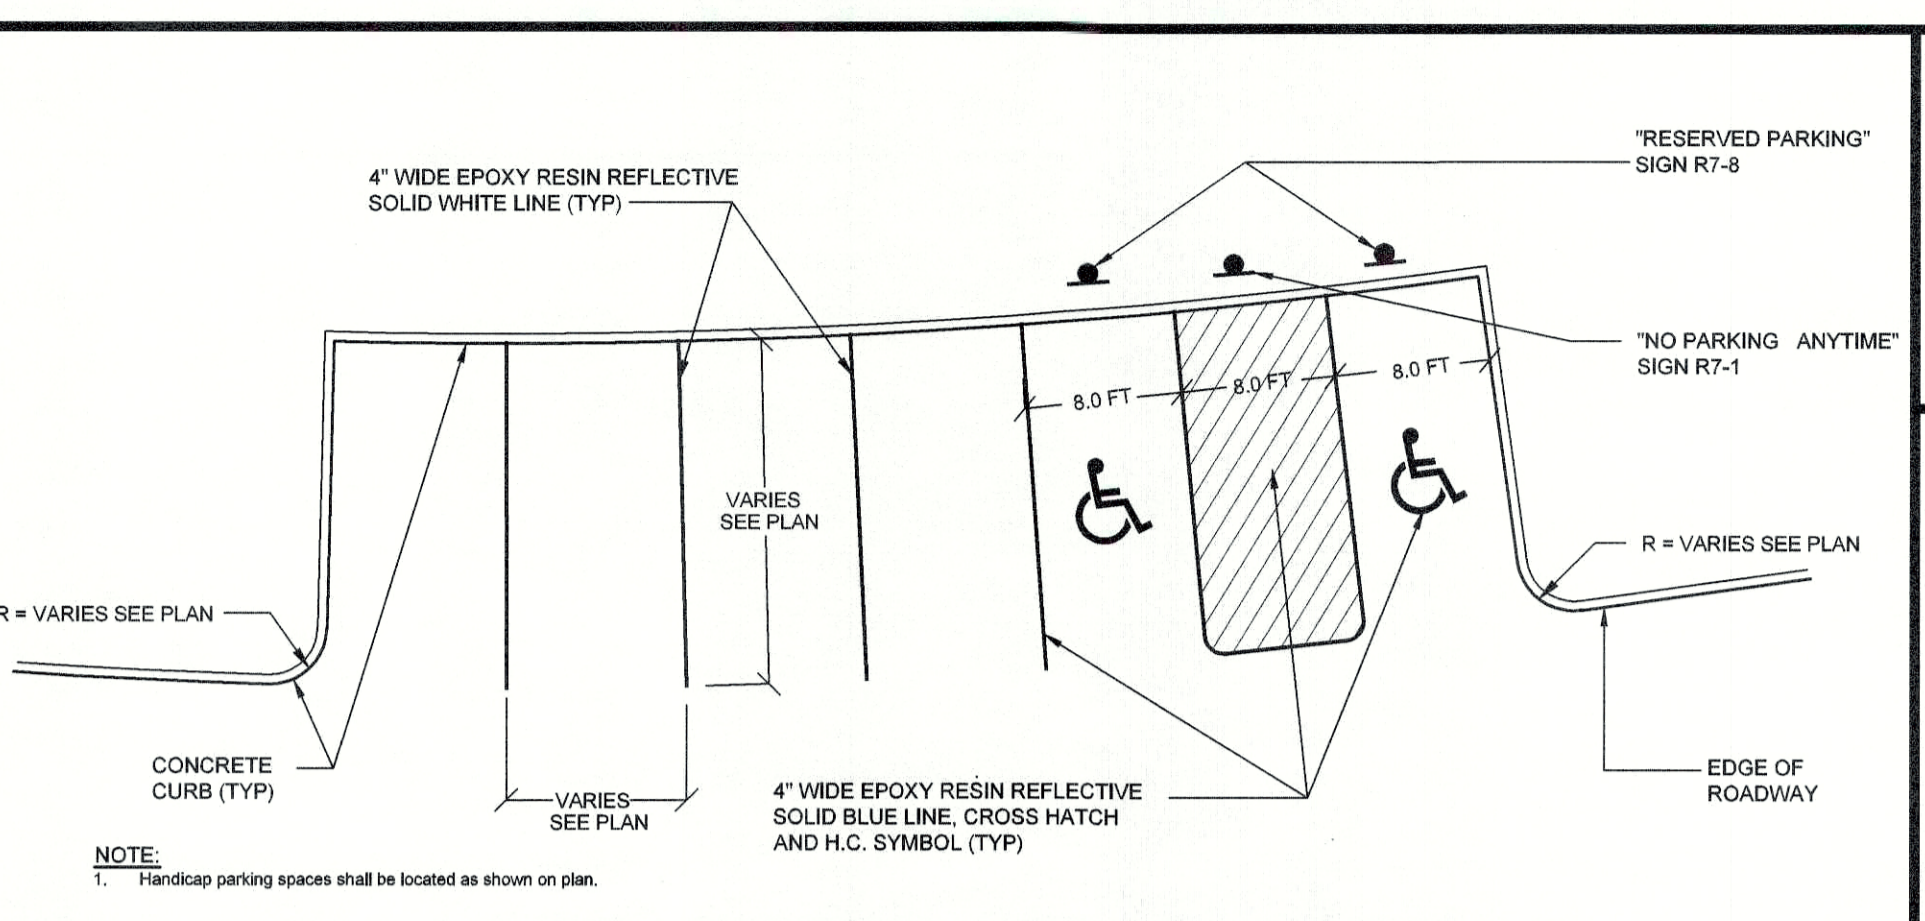 "RESERVED PARKING"
SIGN R7-8
4" WIDE EPOXY RESIN REFLECTIVE
SOLID WHITE LINE (TYP)
"NO PARKING ANYTIME"
SIGN R7-1
8.0 FT
8.0 FT
8.0 FT
VARIES
SEE PLAN
R = VARIES SEE PLAN
R = VARIES SEE PLAN
CONCRETE
CURB (TYP)
VARIES
SEE PLAN
4" WIDE EPOXY RESIN REFLECTIVE
SOLID BLUE LINE, CROSS HATCH
AND H.C. SYMBOL (TYP)
EDGE OF
ROADWAY
NOTE:
1. Handicap parking spaces shall be located as shown on plan.